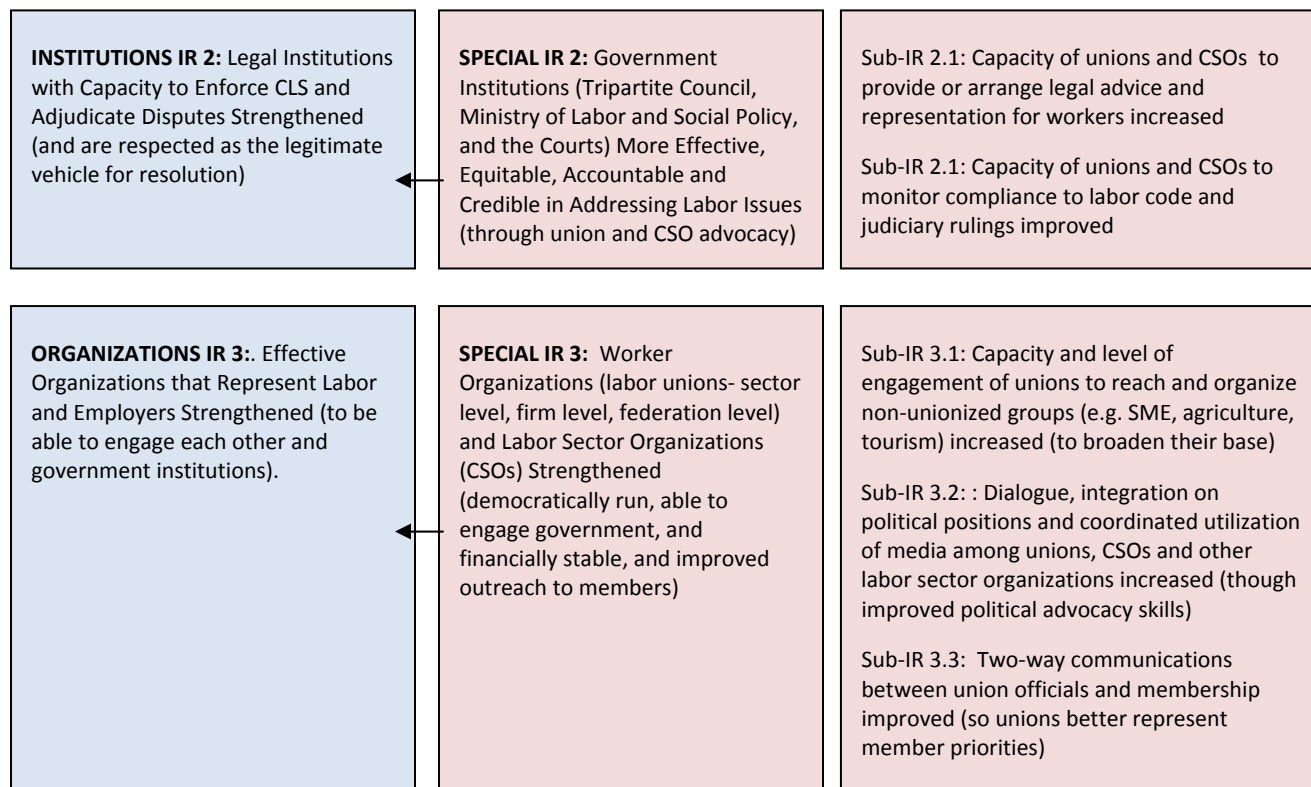 INSTITUTIONS IR 2: Legal Institutions
with Capacity to Enforce CLS and
Adjudicate Disputes Strengthened
(and are respected as the legitimate
vehicle for resolution)
SPECIAL IR 2: Government
Institutions (Tripartite Council,
Ministry of Labor and Social Policy,
and the Courts) More Effective,
Equitable, Accountable and
Credible in Addressing Labor Issues
(through union and CSO advocacy)
Sub-IR 2.1: Capacity of unions and CSOs to
provide or arrange legal advice and
representation for workers increased
Sub-IR 2.1: Capacity of unions and CSOs to
monitor compliance to labor code and
judiciary rulings improved
ORGANIZATIONS IR 3:. Effective
Organizations that Represent Labor
and Employers Strengthened (to be
able to engage each other and
government institutions).
SPECIAL IR 3: Worker
Organizations (labor unions- sector
level, firm level, federation level)
and Labor Sector Organizations
(CSOs) Strengthened
(democratically run, able to
engage government, and
financially stable, and improved
outreach to members)
Sub-IR 3.1: Capacity and level of
engagement of unions to reach and organize
non-unionized groups (e.g. SME, agriculture,
tourism) increased (to broaden their base)
Sub-IR 3.2: : Dialogue, integration on
political positions and coordinated utilization
of media among unions, CSOs and other
labor sector organizations increased (though
improved political advocacy skills)
Sub-IR 3.3: Two-way communications
between union officials and membership
improved (so unions better represent
member priorities)